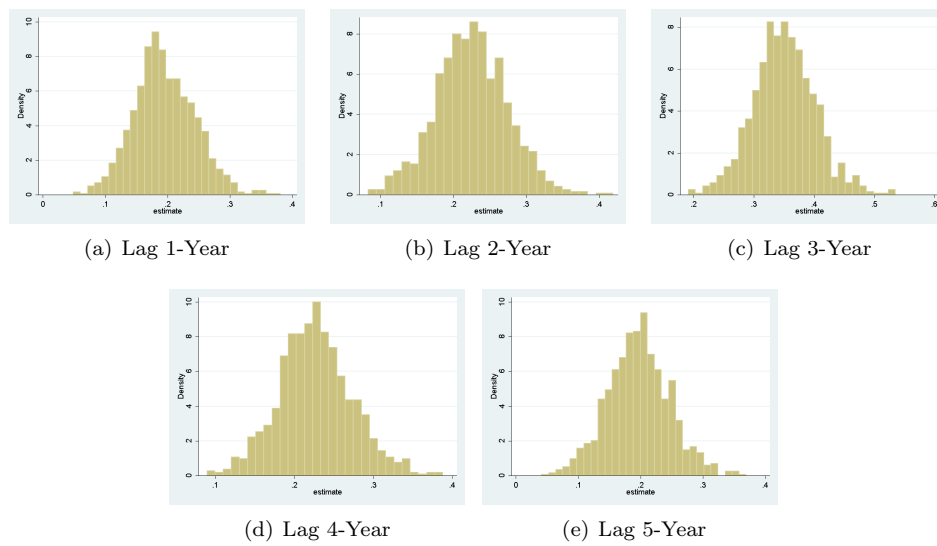 Density
0 2 4 6 8 10
0 .1 .2 .3 .4
estimate
(a) Lag 1-Year
Density
0 2 4 6 8
.1 .2 .3 .4
estimate
(b) Lag 2-Year
Density
0 2 4 6 8
.2 .3 .4 .5 .6
estimate
(c) Lag 3-Year
Density
0 2 4 6 8 10
.1 .2 .3 .4
estimate
(d) Lag 4-Year
Density
0 2 4 6 8 10
0 .1 .2 .3 .4
estimate
(e) Lag 5-Year